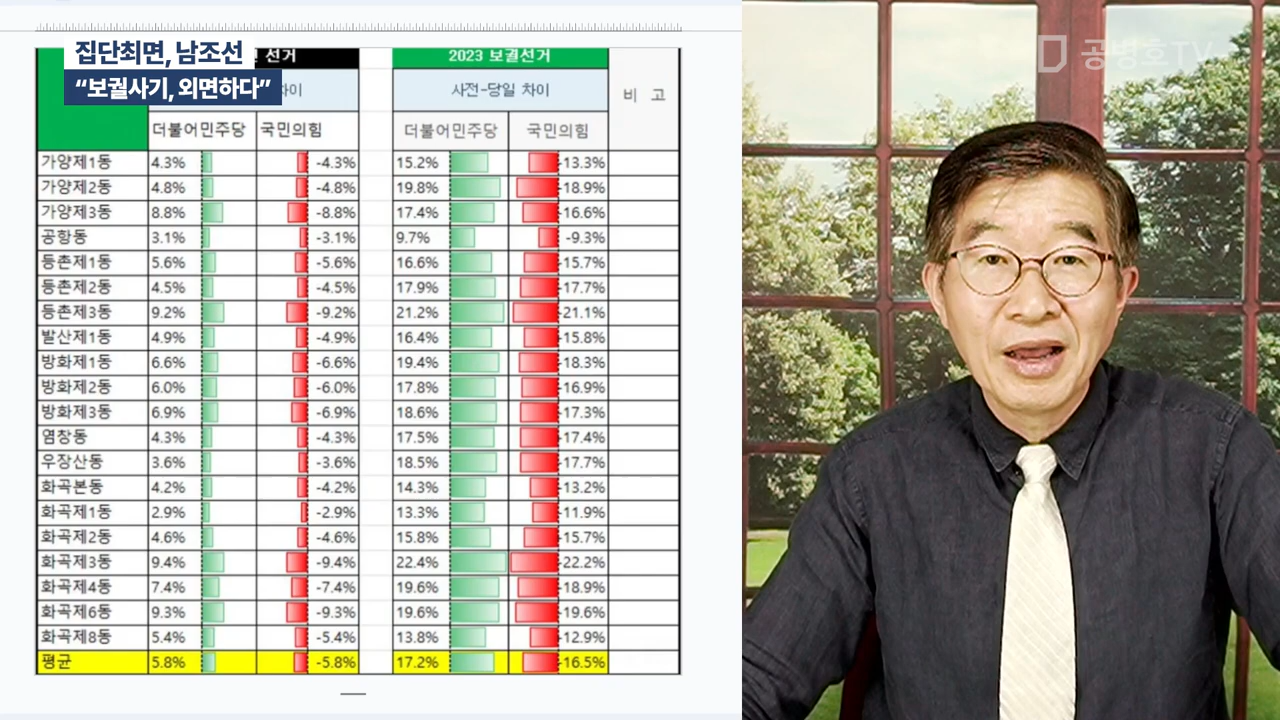 집단최면, 남조선
"보궐사기, 외면하다"
공병호TV
선거 2023 보궐선거
차이 사전-당일 차이 비 고
더불어민주당 국민의힘 더불어민주당 국민의힘
가양제1동 4.3% -4.3% 15.2% -13.3%
가양제2동 4.8% -4.8% 19.8% -18.9%
가양제3동 8.8% -8.8% 17.4% -16.6%
공항동 3.1% -3.1% 9.7% -9.3%
등촌제1동 5.6% -5.6% 16.6% -15.7%
등촌제2동 4.5% -4.5% 17.9% -17.7%
등촌제3동 9.2% -9.2% 21.2% -21.1%
발산제1동 4.9% -4.9% 16.4% -15.8%
방화제1동 6.6% -6.6% 19.4% -18.3%
방화제2동 6.0% -6.0% 17.8% -16.9%
방화제3동 6.9% -6.9% 18.6% -17.3%
염창동 4.3% -4.3% 17.5% -17.4%
우장산동 3.6% -3.6% 18.5% -17.7%
화곡본동 4.2% -4.2% 14.3% -13.2%
화곡제1동 2.9% -2.9% 13.3% -11.9%
화곡제2동 4.6% -4.6% 15.8% -15.7%
화곡제3동 9.4% -9.4% 22.4% -22.2%
화곡제4동 7.4% -7.4% 19.6% -18.9%
화곡제6동 9.3% -9.3% 19.6% -19.6%
화곡제8동 5.4% -5.4% 13.8% -12.9%
평균 5.8% -5.8% 17.2% -16.5%